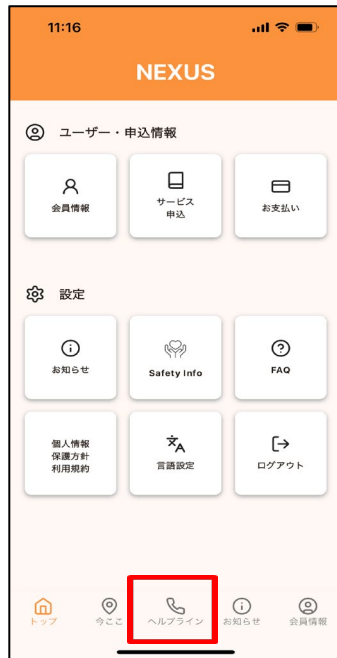 11:16
NEXUS
ユーザー・申込情報
会員情報
サービス
申込
お支払い
設定
お知らせ
Safety Info
FAQ
個人情報
保護方針
利用規約
言語設定
ログアウト
トップ
今ここ
ヘルプライン
お知らせ
会員情報